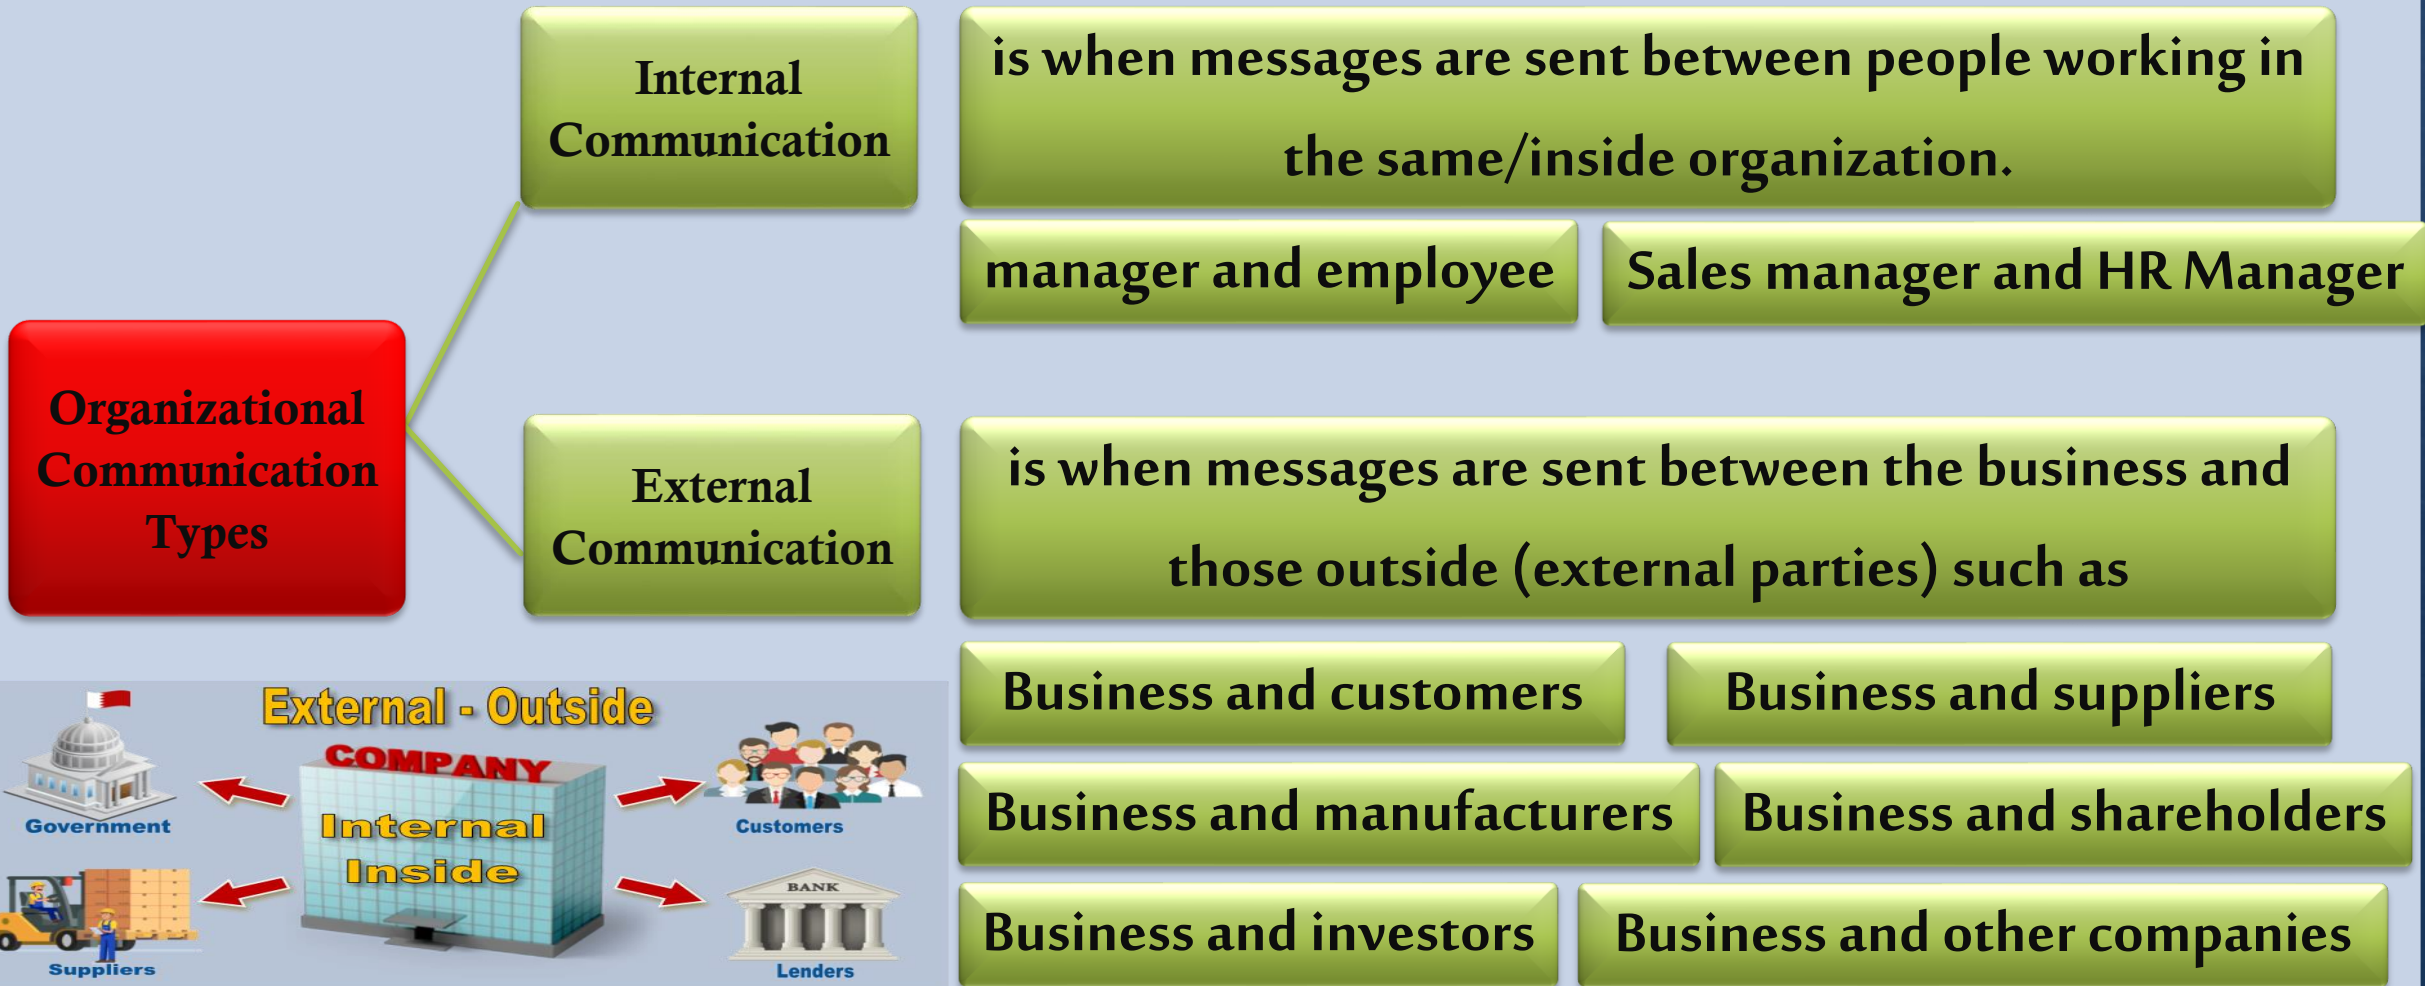 Internal
Communication
is when messages are sent between people working in
the same/inside organization.
manager and employee
Sales manager and HR Manager
Organizational
Communication
Types
External
Communication
is when messages are sent between the business and
those outside (external parties) such as
Business and customers
Business and suppliers
Business and manufacturers
Business and shareholders
Business and investors
Business and other companies
External - Outside
COMPANY
Internal
Inside
Government
Customers
Suppliers
BANK
Lenders